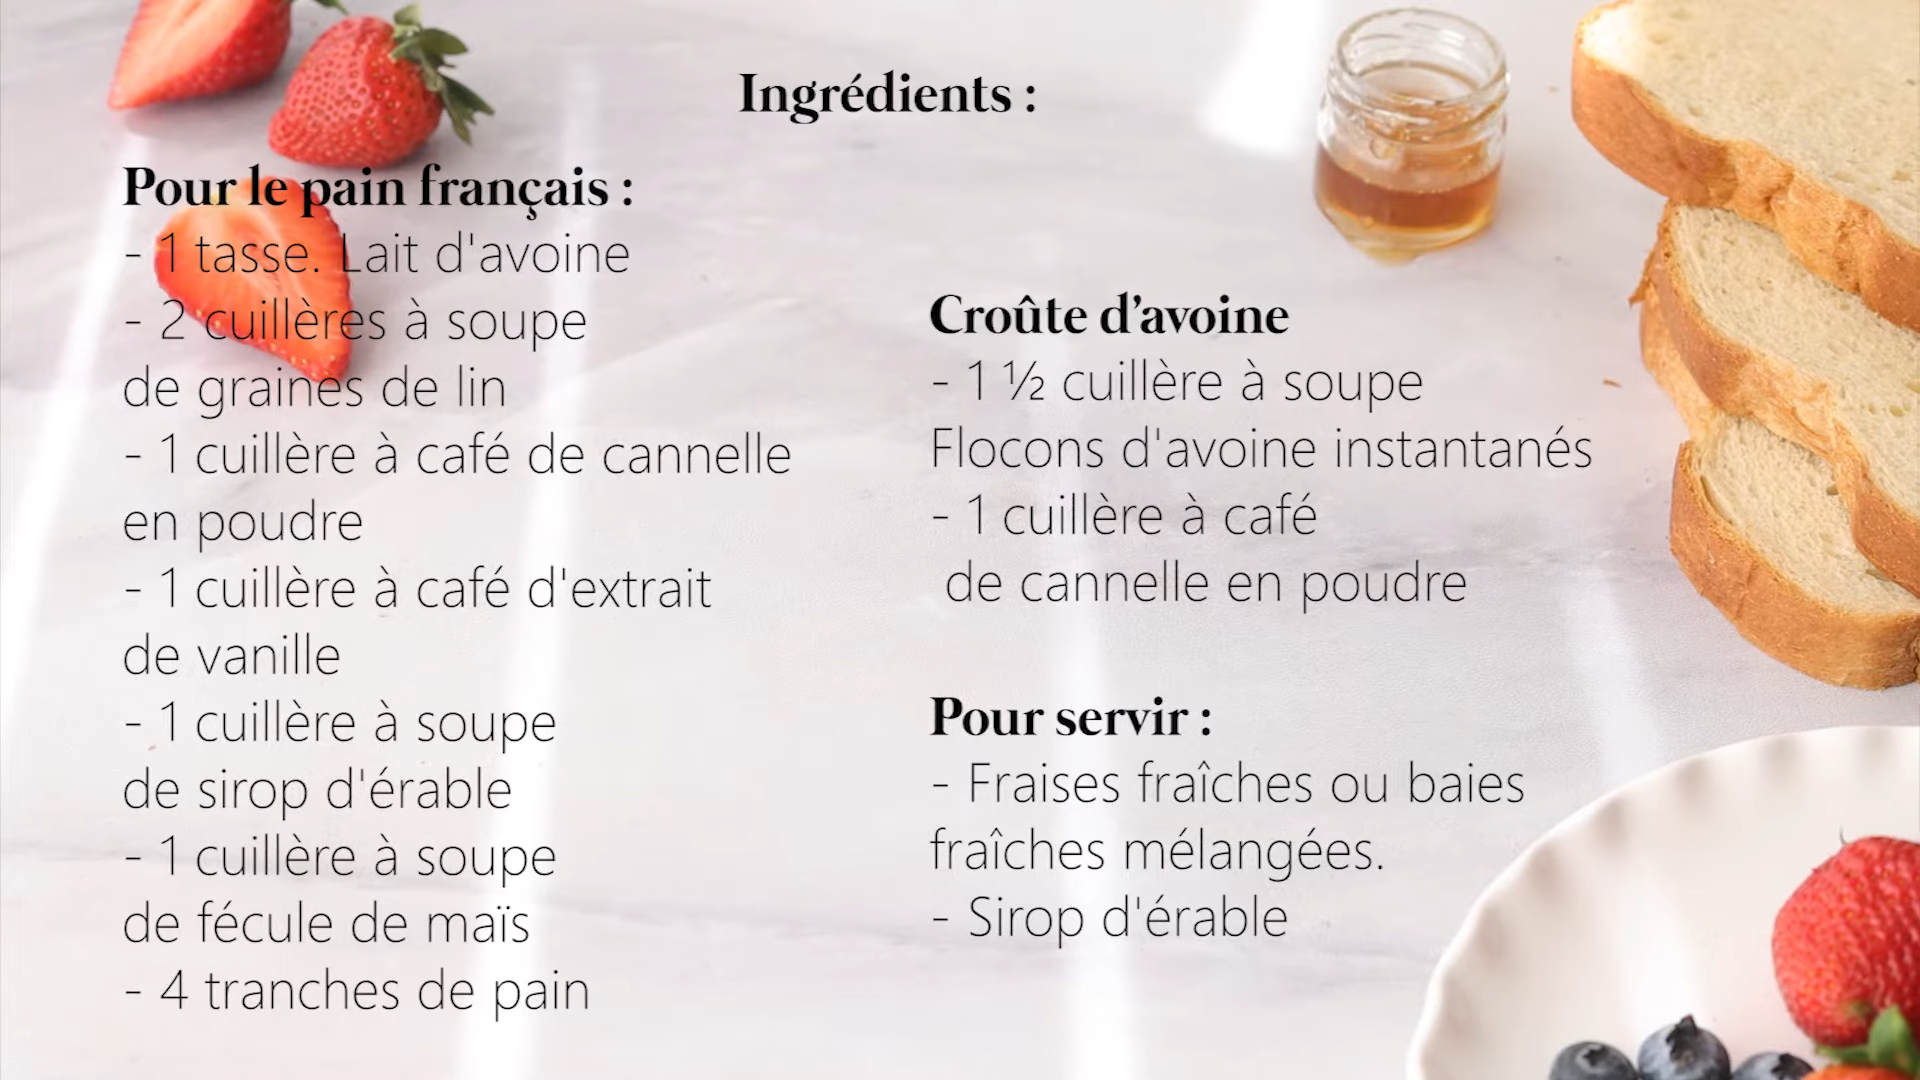 Ingrédients :
Pour le pain français :
- 1 tasse. Lait d'avoine
- 2 cuillères à soupe
de graines de lin
- 1 cuillère à café de cannelle
en poudre
- 1 cuillère à café d'extrait
de vanille
- 1 cuillère à soupe
de sirop d'érable
- 1 cuillère à soupe
de fécule de maïs
- 4 tranches de pain
Croûte d’avoine
- 1 ½ cuillère à soupe
Flocons d'avoine instantanés
- 1 cuillère à café
de cannelle en poudre
Pour servir :
- Fraises fraîches ou baies
fraîches mélangées.
- Sirop d'érable